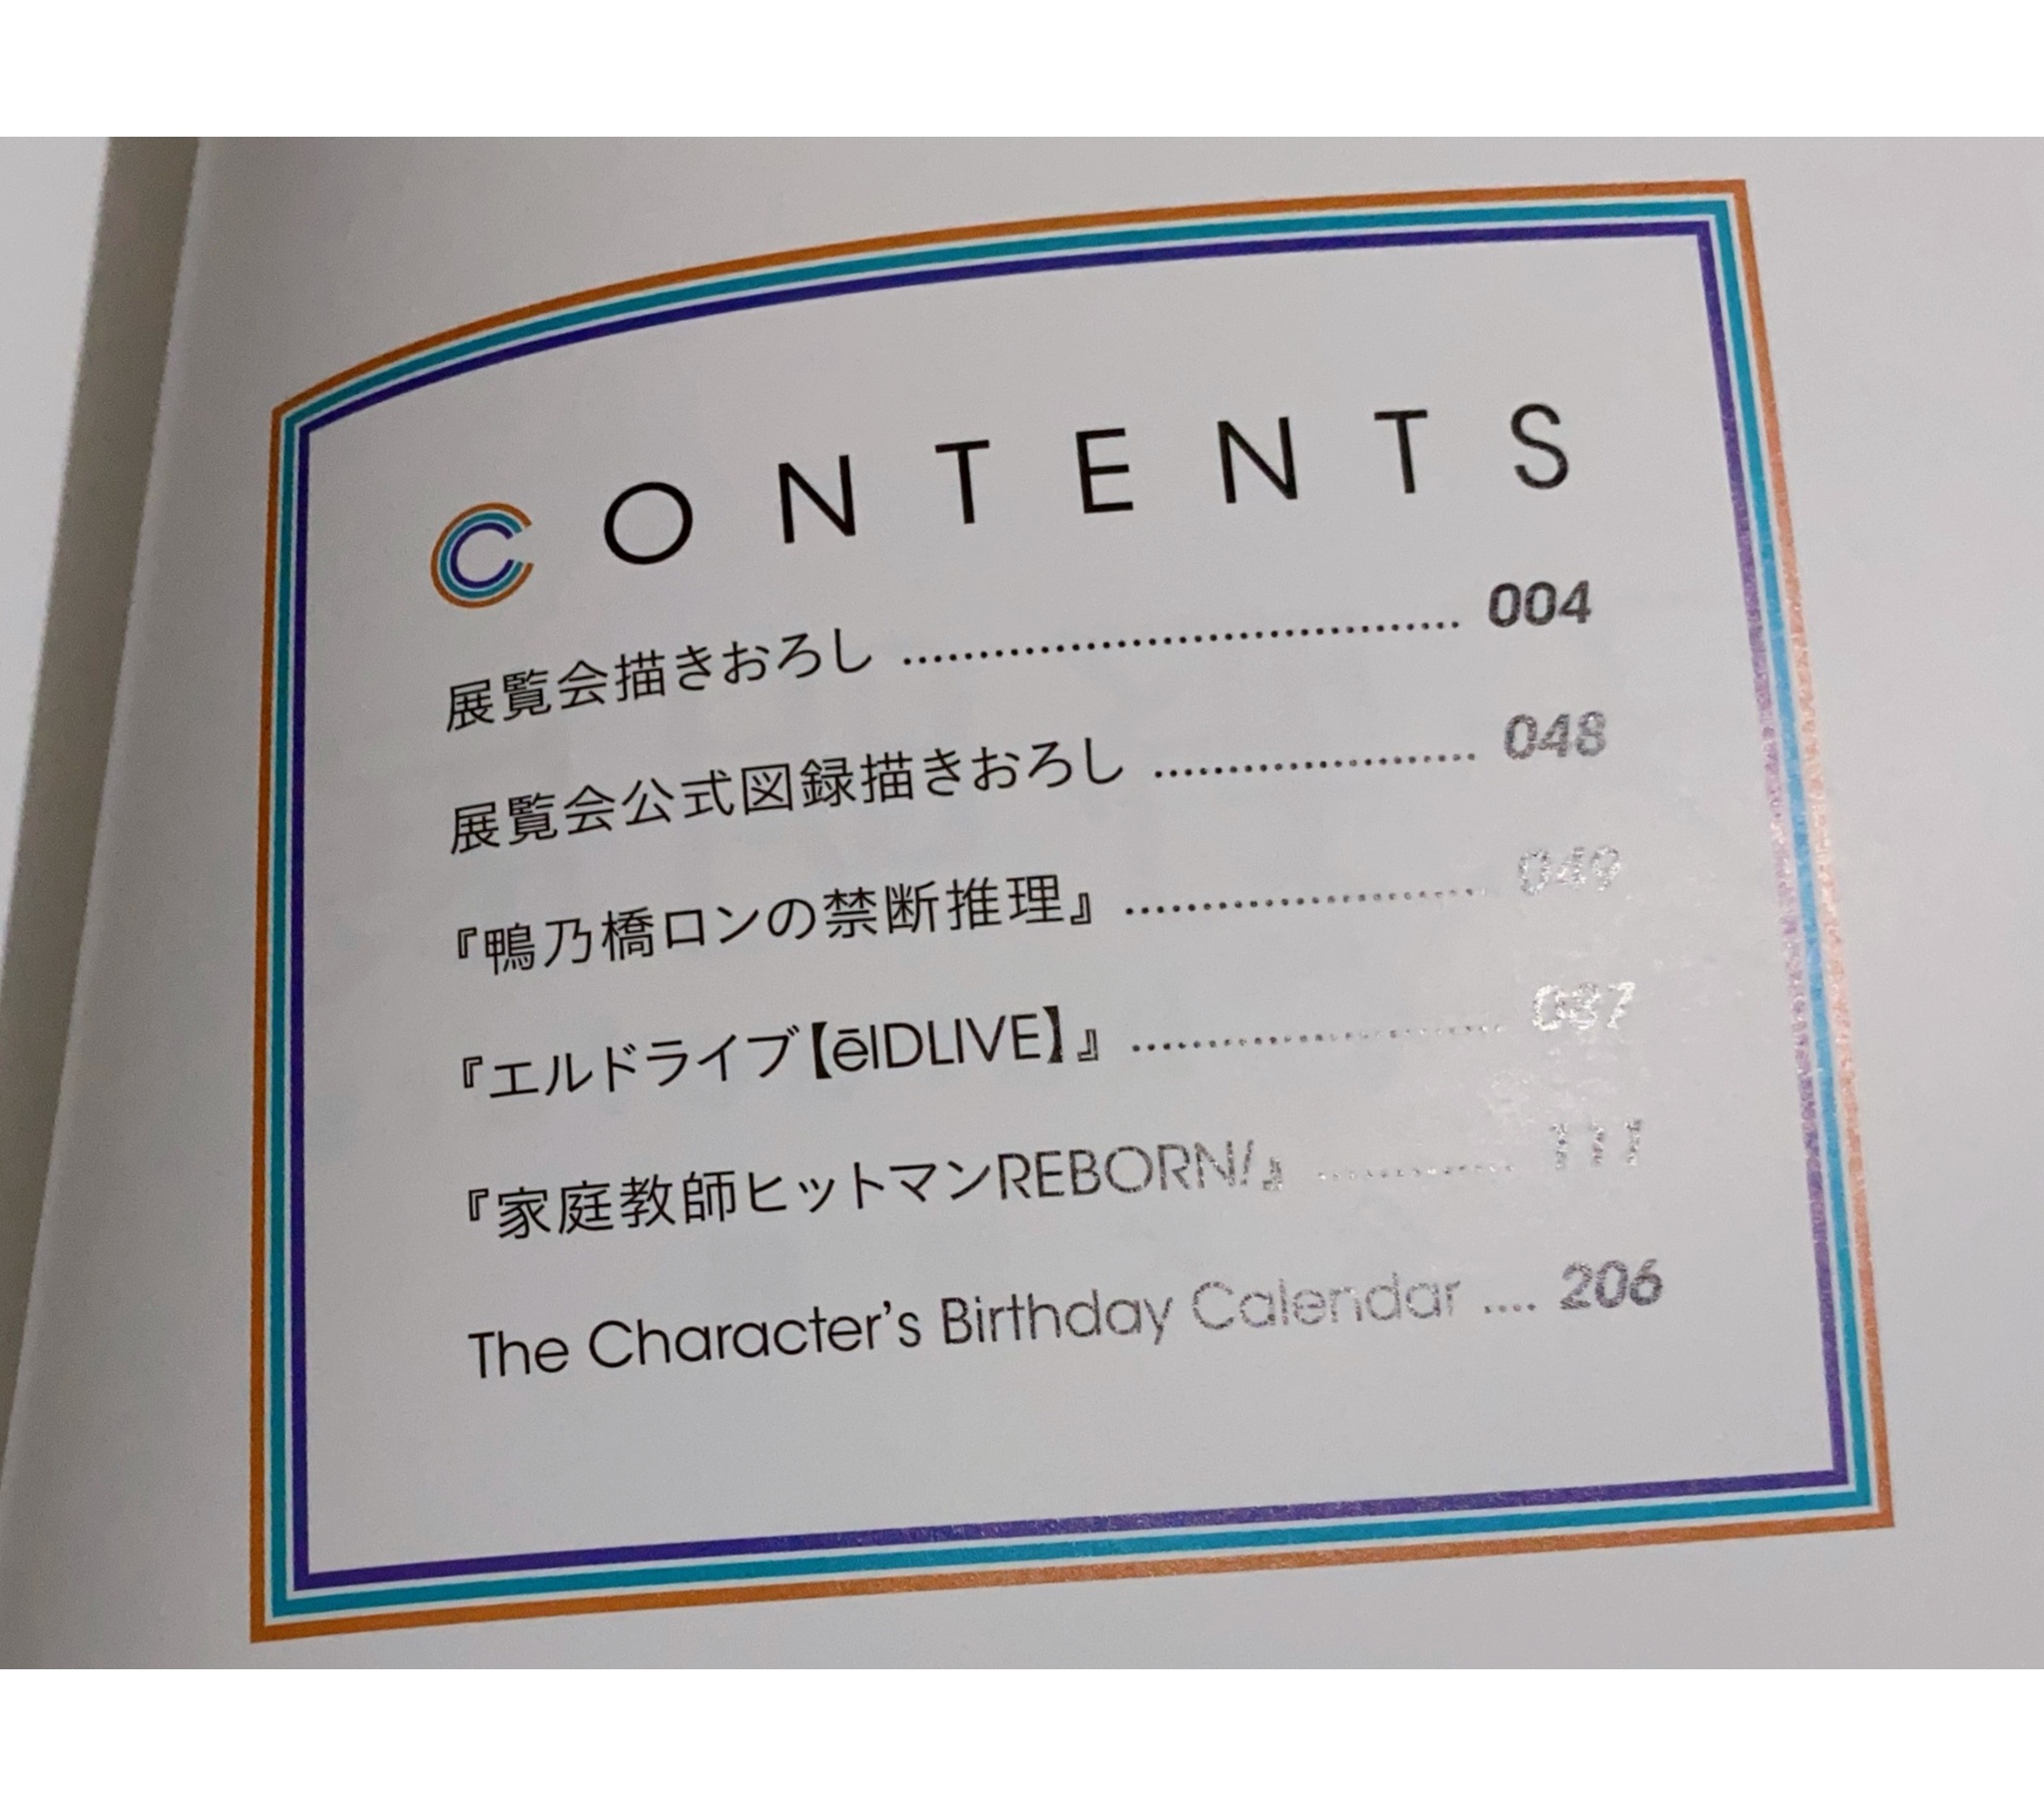 CONTENTS
展覧会描きおろし .......................................... 004
展覧会公式図録描きおろし ........................ 048
『鴨乃橋ロンの禁断推理』 ............................ 049
『エルドライブ【ēlDLIVE】』 ............................ 087
『家庭教師ヒットマンREBORN!』 ............... 111
The Character's Birthday Calendar .... 206